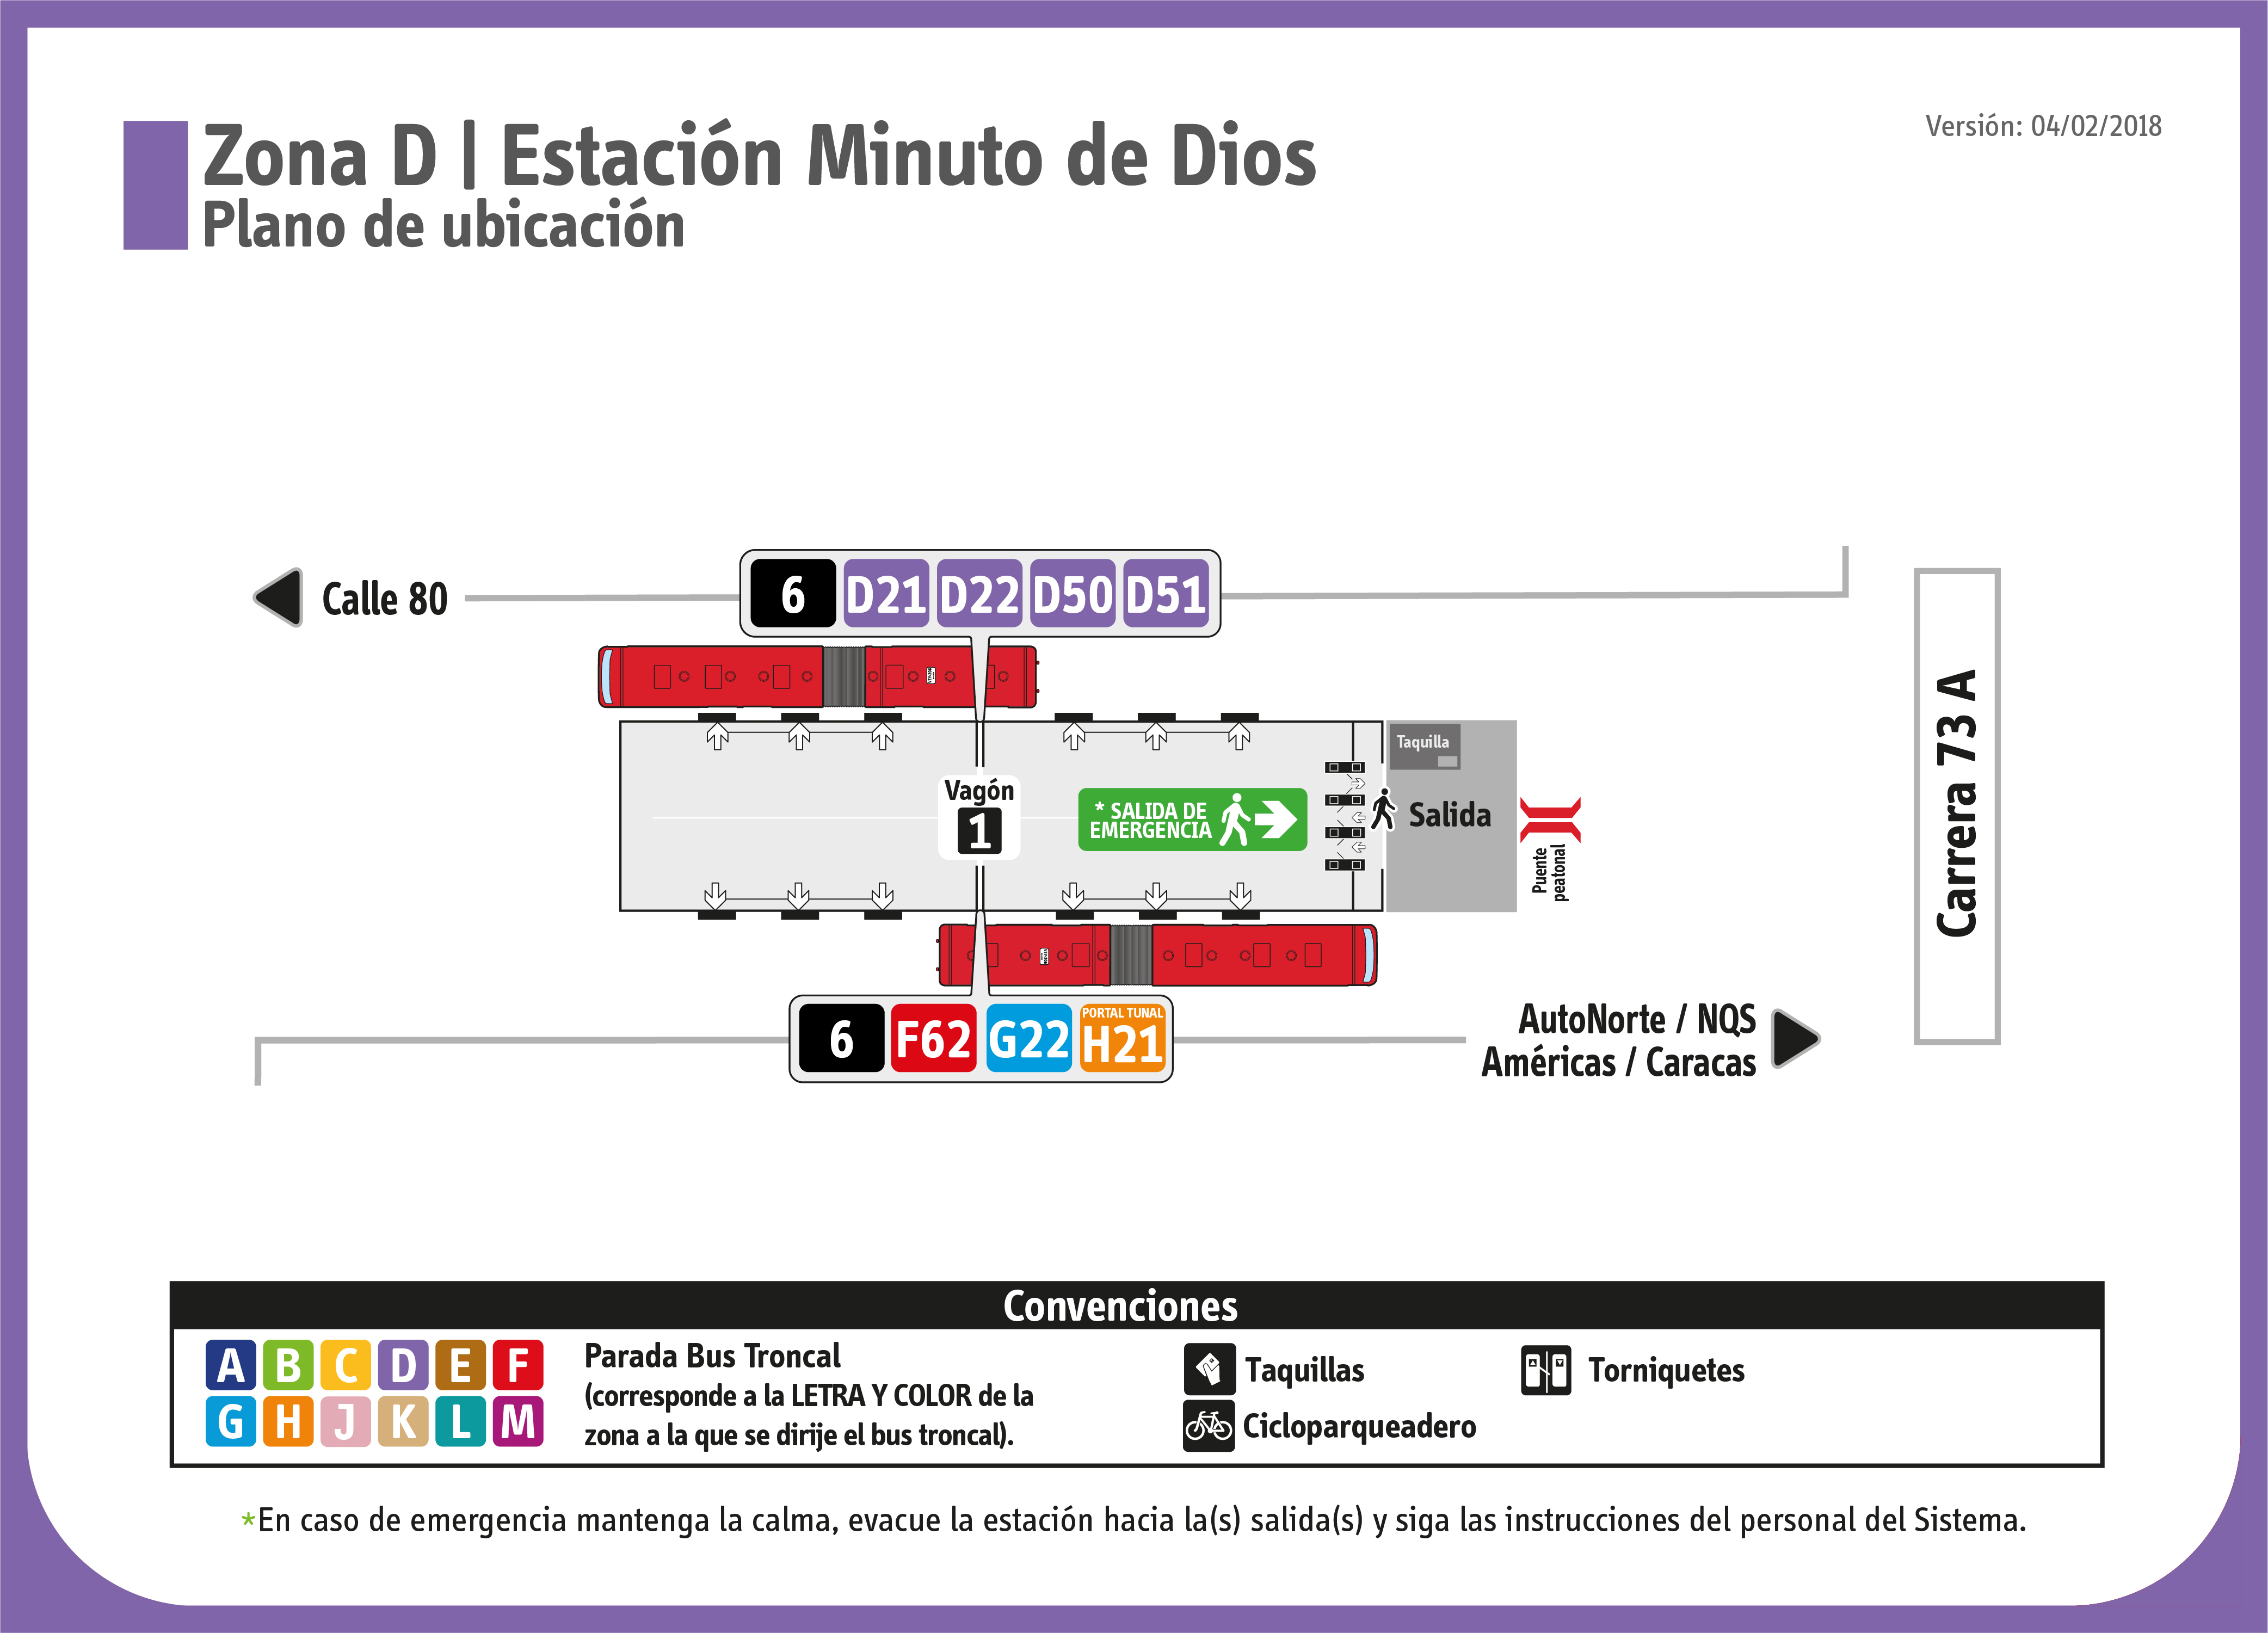 Zona D | Estación Minuto de Dios
Plano de ubicación
Versión: 04/02/2018
Calle 80
6 D21 D22 D50 D51
Taquilla
Vagón
1
* SALIDA DE
EMERGENCIA
Salida
Puente
peatonal
Carrera 73 A
PORTAL TUNAL
6 F62 G22 H21
AutoNorte / NQS
Américas / Caracas
Convenciones
A B C D E F
G H J K L M
Parada Bus Troncal
(corresponde a la LETRA Y COLOR de la
zona a la que se dirije el bus troncal).
Taquillas
Cicloparqueadero
Torniquetes
*En caso de emergencia mantenga la calma, evacue la estación hacia la(s) salida(s) y siga las instrucciones del personal del Sistema.